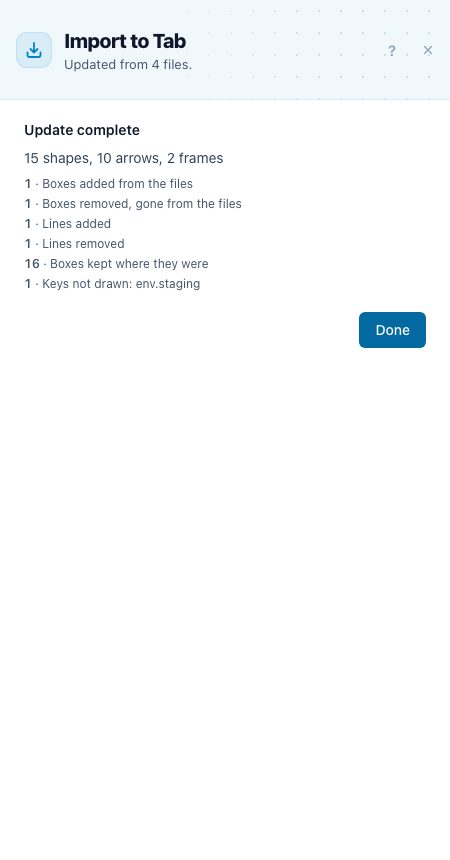 Import to Tab
Updated from 4 files.
?
×
Update complete
15 shapes, 10 arrows, 2 frames
1 · Boxes added from the files
1 · Boxes removed, gone from the files
1 · Lines added
1 · Lines removed
16 · Boxes kept where they were
1 · Keys not drawn: env.staging
Done